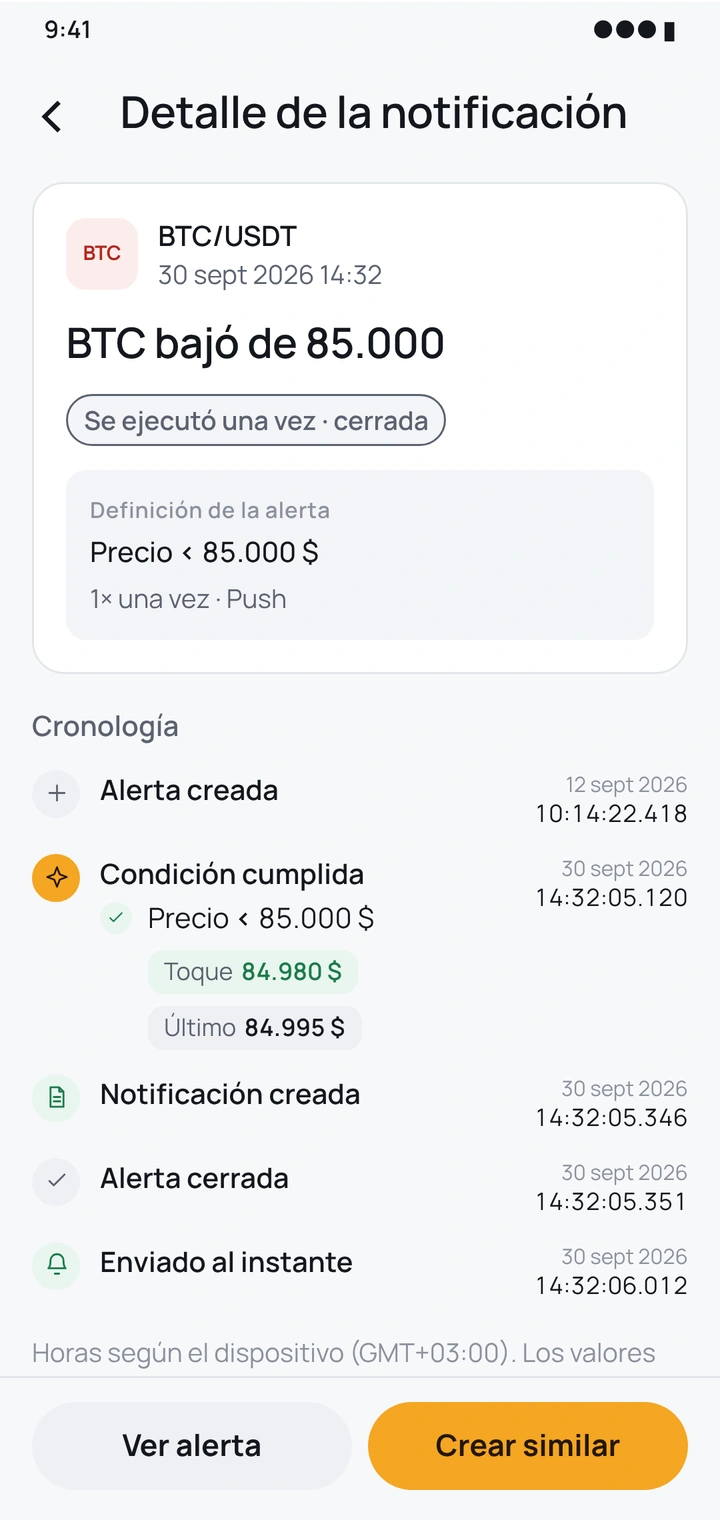 9:41
Detalle de la notificación
BTC
BTC/USDT
30 sept 2026 14:32
BTC bajó de 85.000
Se ejecutó una vez · cerrada
Definición de la alerta
Precio < 85.000 $
1× una vez · Push
Cronología
Alerta creada
12 sept 2026
10:14:22.418
Condición cumplida
30 sept 2026
14:32:05.120
Precio < 85.000 $
Toque 84.980 $
Último 84.995 $
Notificación creada
30 sept 2026
14:32:05.346
Alerta cerrada
30 sept 2026
14:32:05.351
Enviado al instante
30 sept 2026
14:32:06.012
Horas según el dispositivo (GMT+03:00). Los valores
Ver alerta
Crear similar